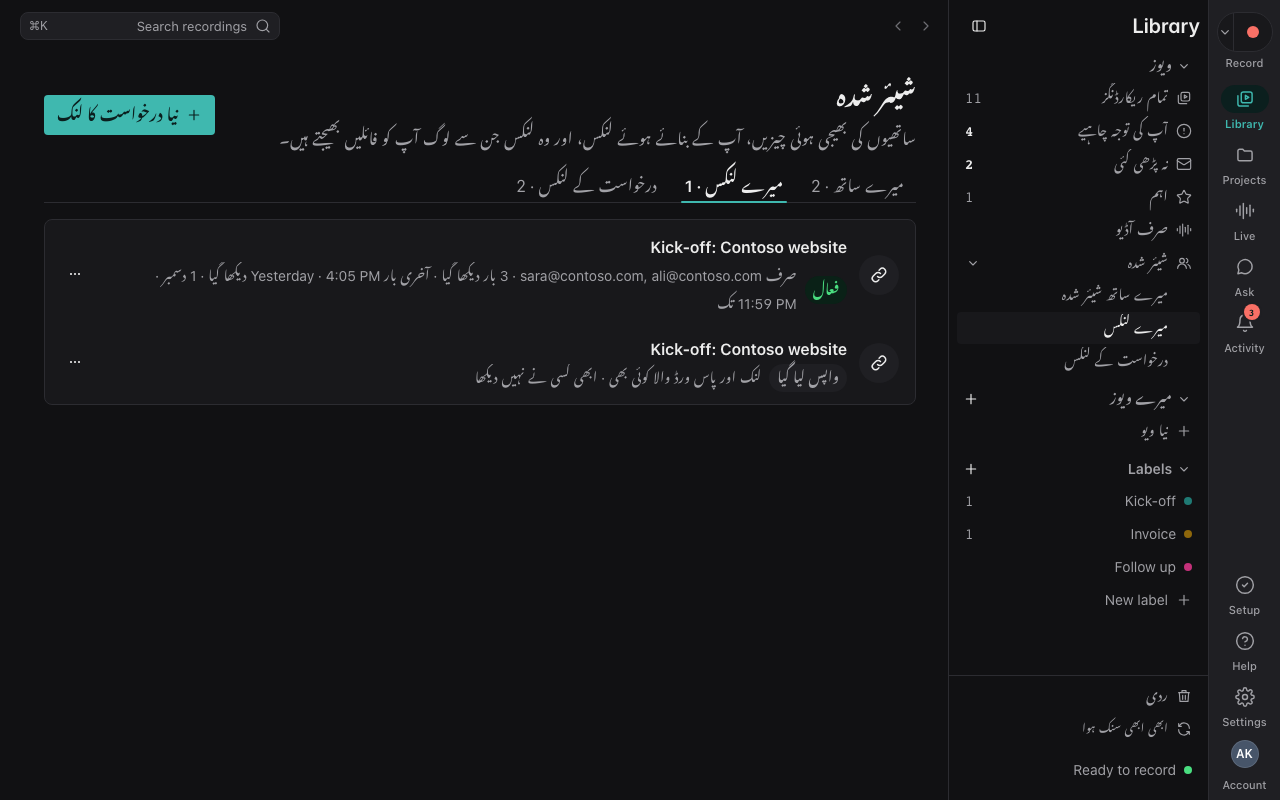 Record
Library
Projects
Live
Ask
3
Activity
Setup
Help
Settings
AK
Account
Library
ویوز
تمام ریکارڈنگز 11
آپ کی توجہ چاہیے 4
نہ پڑھی گئی 2
اہم 1
صرف آڈیو
شیئر شدہ
میرے ساتھ شیئر شدہ
میرے لنکس
درخواست کے لنکس
میرے ویوز +
+ نیا ویو
Labels +
Kick-off 1
Invoice 1
Follow up
+ New label
ردی
ابھی ابھی سنک ہوا
Ready to record
Search recordings ⌘K
شیئر شدہ
ساتھیوں کی بھیجی ہوئی چیزیں، آپ کے بنائے ہوئے لنکس، اور وہ لنکس جن سے لوگ آپ کو فائلیں بھیجتے ہیں۔
+ نیا درخواست کا لنک
میرے ساتھ · 2
میرے لنکس · 1
درخواست کے لنکس · 2
Kick-off: Contoso website
فعال
صرف sara@contoso.com, ali@contoso.com · 3 بار دیکھا گیا · آخری بار Yesterday · 4:05 PM دیکھا گیا · 1 دسمبر ·
11:59 PM تک
Kick-off: Contoso website
واپس لیا گیا
لنک اور پاس ورڈ والا کوئی بھی · ابھی کسی نے نہیں دیکھا